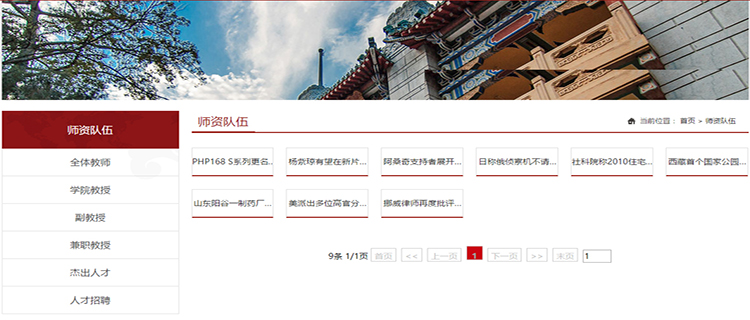 师资队伍
全体教师
学院教授
副教授
兼职教授
杰出人才
人才招聘
师资队伍
当前位置： 首页 > 师资队伍
PHP168 S系列更名..
杨紫琼有望在新片...
阿桑奇支持者展开...
日称俄侦察机不请...
社科院称2010住宅...
西藏首个国家公园...
山东阳谷一制药厂...
美派出多位高官分...
挪威律师再度批评...
9条 1/1页 首页 << 上一页 1 下一页 >> 末页 1